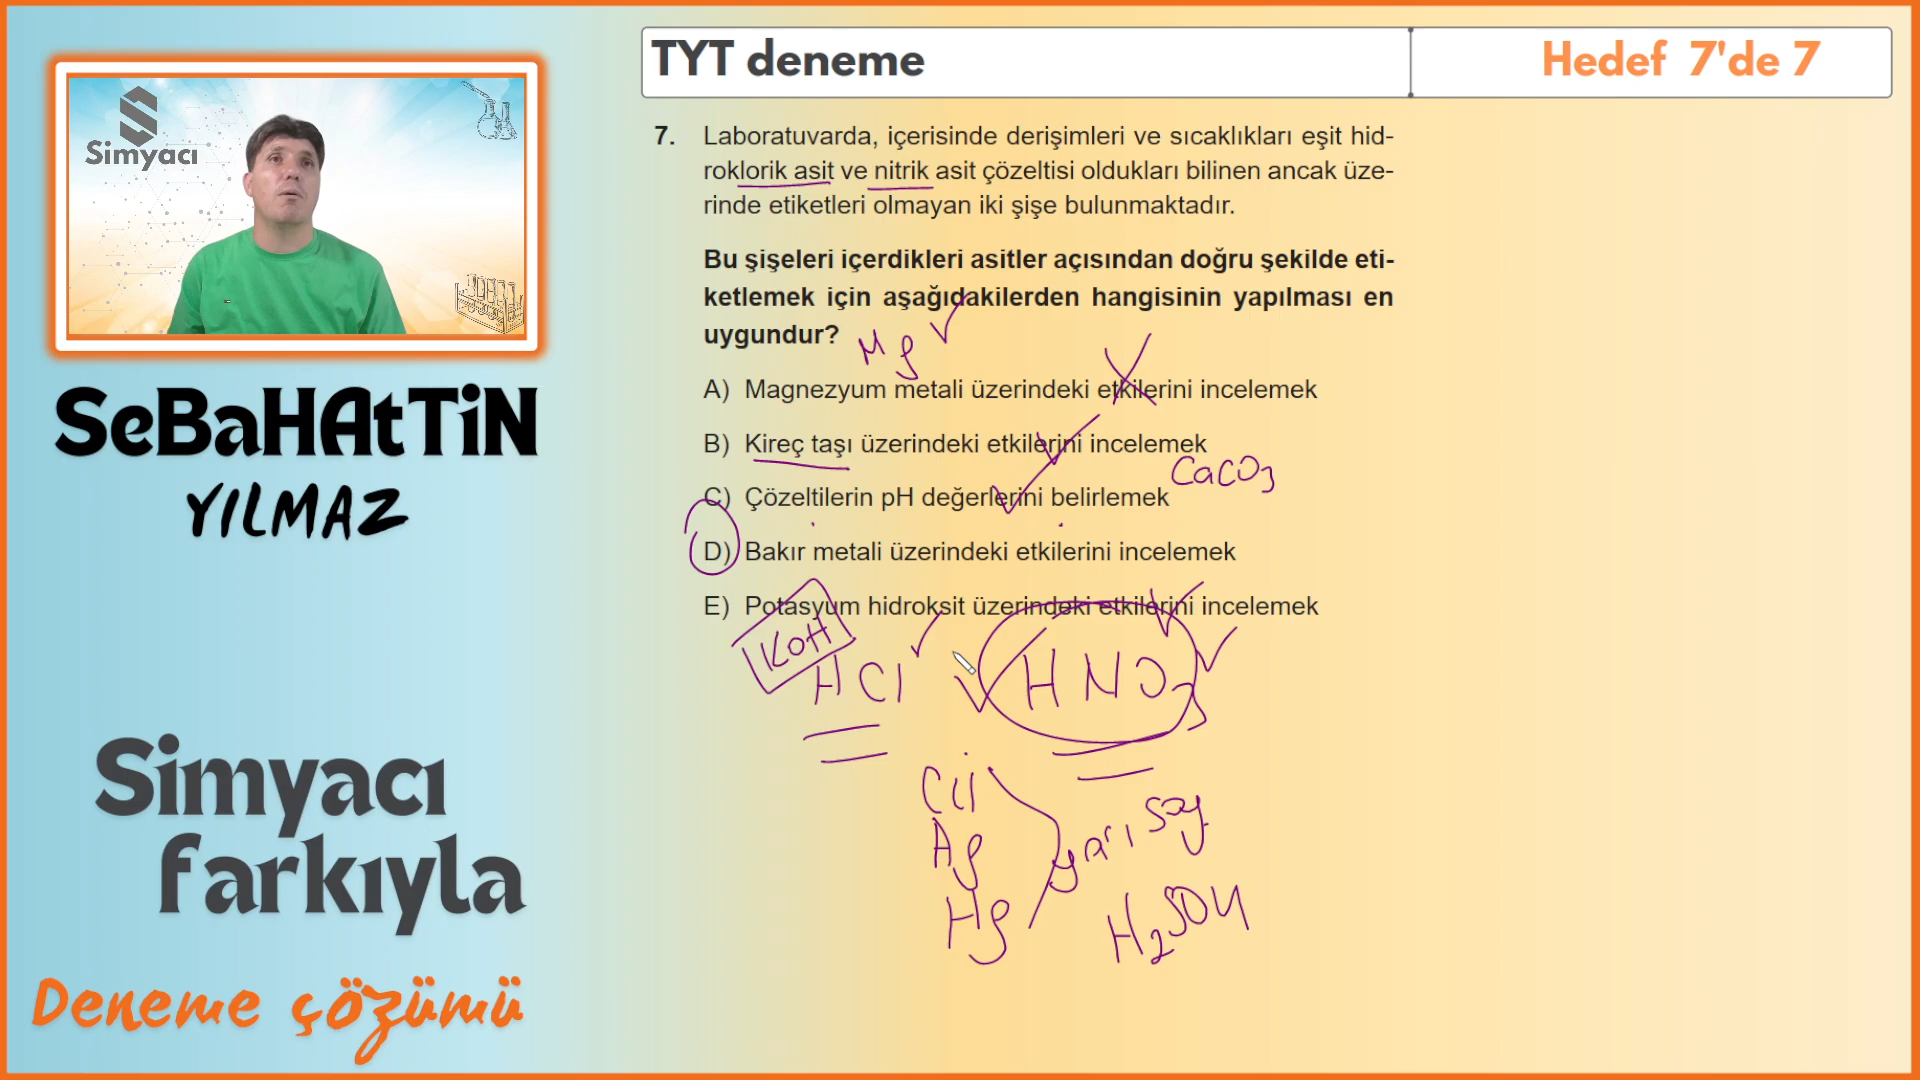 Simyacı
SeBaHAtTiN
YILMAZ
Simyacı
farkıyla
Deneme çözümü
TYT deneme
Hedef 7'de 7
7. Laboratuvarda, içerisinde derişimleri ve sıcaklıkları eşit hid-
roklorik asit ve nitrik asit çözeltisi oldukları bilinen ancak üze-
rinde etiketleri olmayan iki şişe bulunmaktadır.
Bu şişeleri içerdikleri asitler açısından doğru şekilde eti-
ketlemek için aşağıdakilerden hangisinin yapılması en
uygundur?
Mg
A) Magnezyum metali üzerindeki etkilerini incelemek
B) Kireç taşı üzerindeki etkilerini incelemek
CaCO3
C) Çözeltilerin pH değerlerini belirlemek
D) Bakır metali üzerindeki etkilerini incelemek
E) Potasyum hidroksit üzerindeki etkilerini incelemek
KOH
HCl HNO3
Cu
Ag
Hg
yarı soy
H2SO4